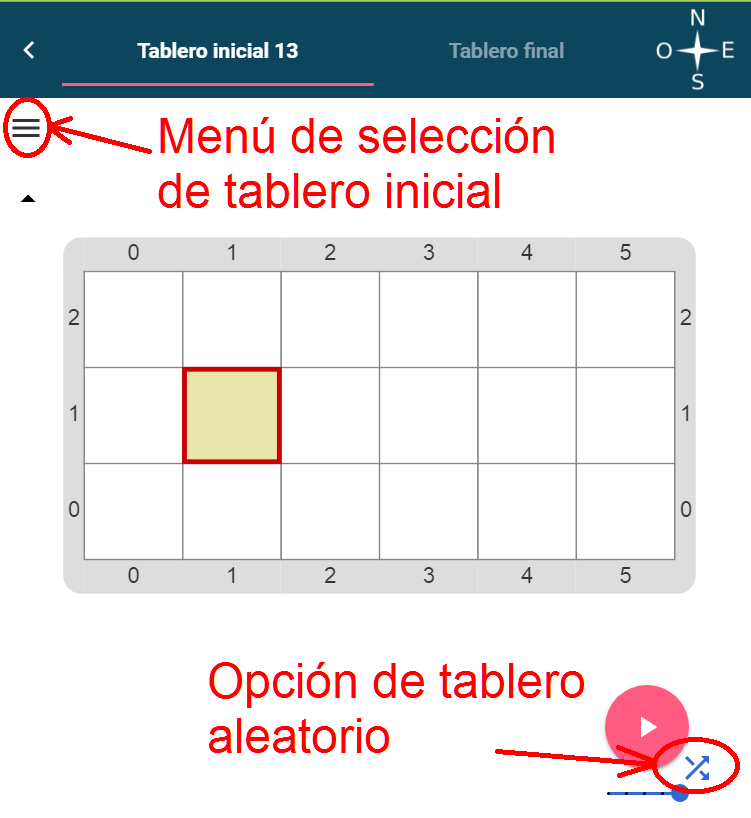 N
Tablero inicial 13
Tablero final
O E
S
Menú de selección
de tablero inicial
0 1 2 3 4 5
2 2
1 1
0 0
0 1 2 3 4 5
Opción de tablero
aleatorio